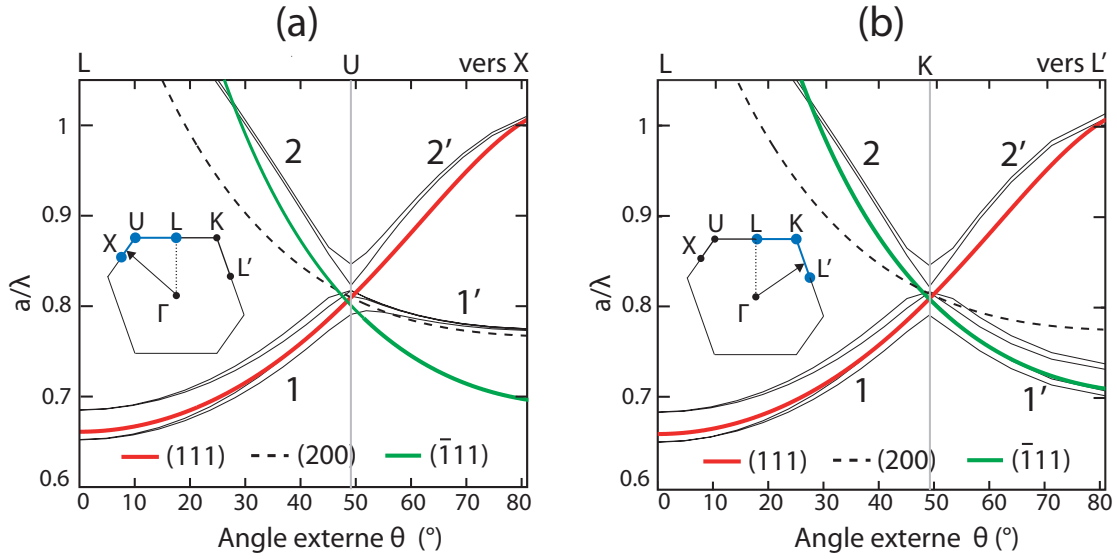 (a)
L U vers X
a/λ
1
0.9
0.8
0.7
0.6
2 2′
1 1′
X U L K
L′
Γ
(111) (200) (1̄11)
0 10 20 30 40 50 60 70 80
Angle externe θ (°)
(b)
L K vers L′
a/λ
1
0.9
0.8
0.7
0.6
2 2′
1 1′
X U L K
L′
Γ
(111) (200) (1̄11)
0 10 20 30 40 50 60 71 80
Angle externe θ (°)